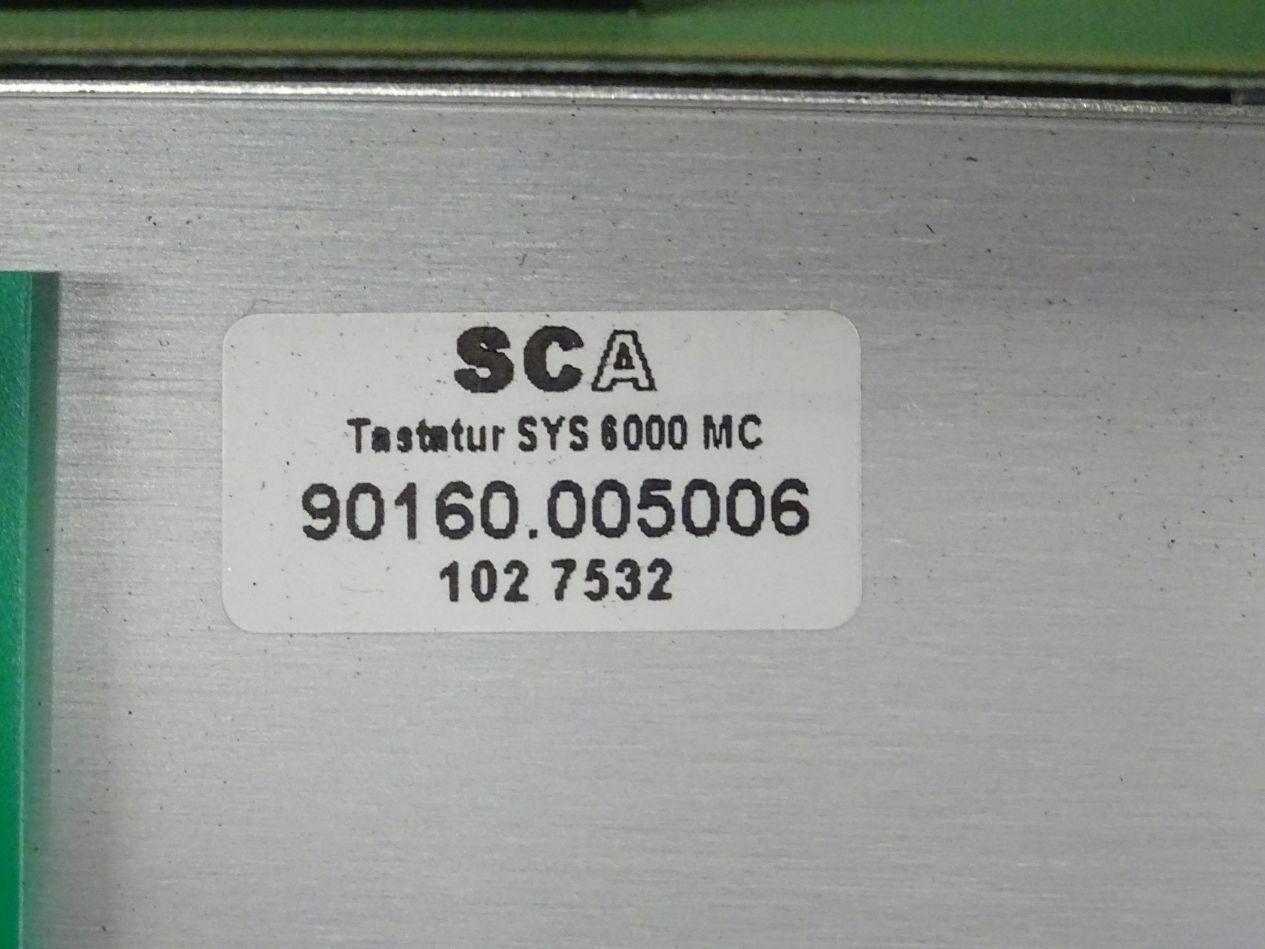 SCA
Tastatur SYS 6000 MC
90160.005006
102 7532